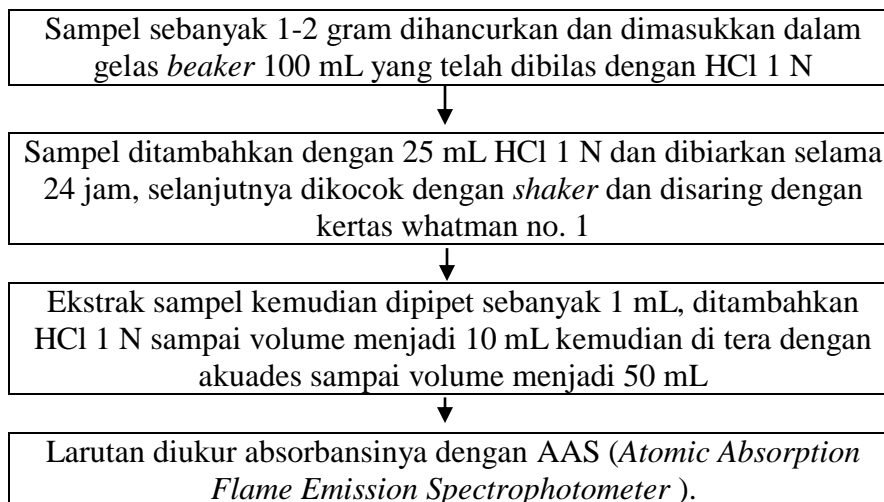 Sampel sebanyak 1-2 gram dihancurkan dan dimasukkan dalam
gelas beaker 100 mL yang telah dibilas dengan HCl 1 N
Sampel ditambahkan dengan 25 mL HCl 1 N dan dibiarkan selama
24 jam, selanjutnya dikocok dengan shaker dan disaring dengan
kertas whatman no. 1
Ekstrak sampel kemudian dipipet sebanyak 1 mL, ditambahkan
HCl 1 N sampai volume menjadi 10 mL kemudian di tera dengan
akuades sampai volume menjadi 50 mL
Larutan diukur absorbansinya dengan AAS (Atomic Absorption
Flame Emission Spectrophotometer ).